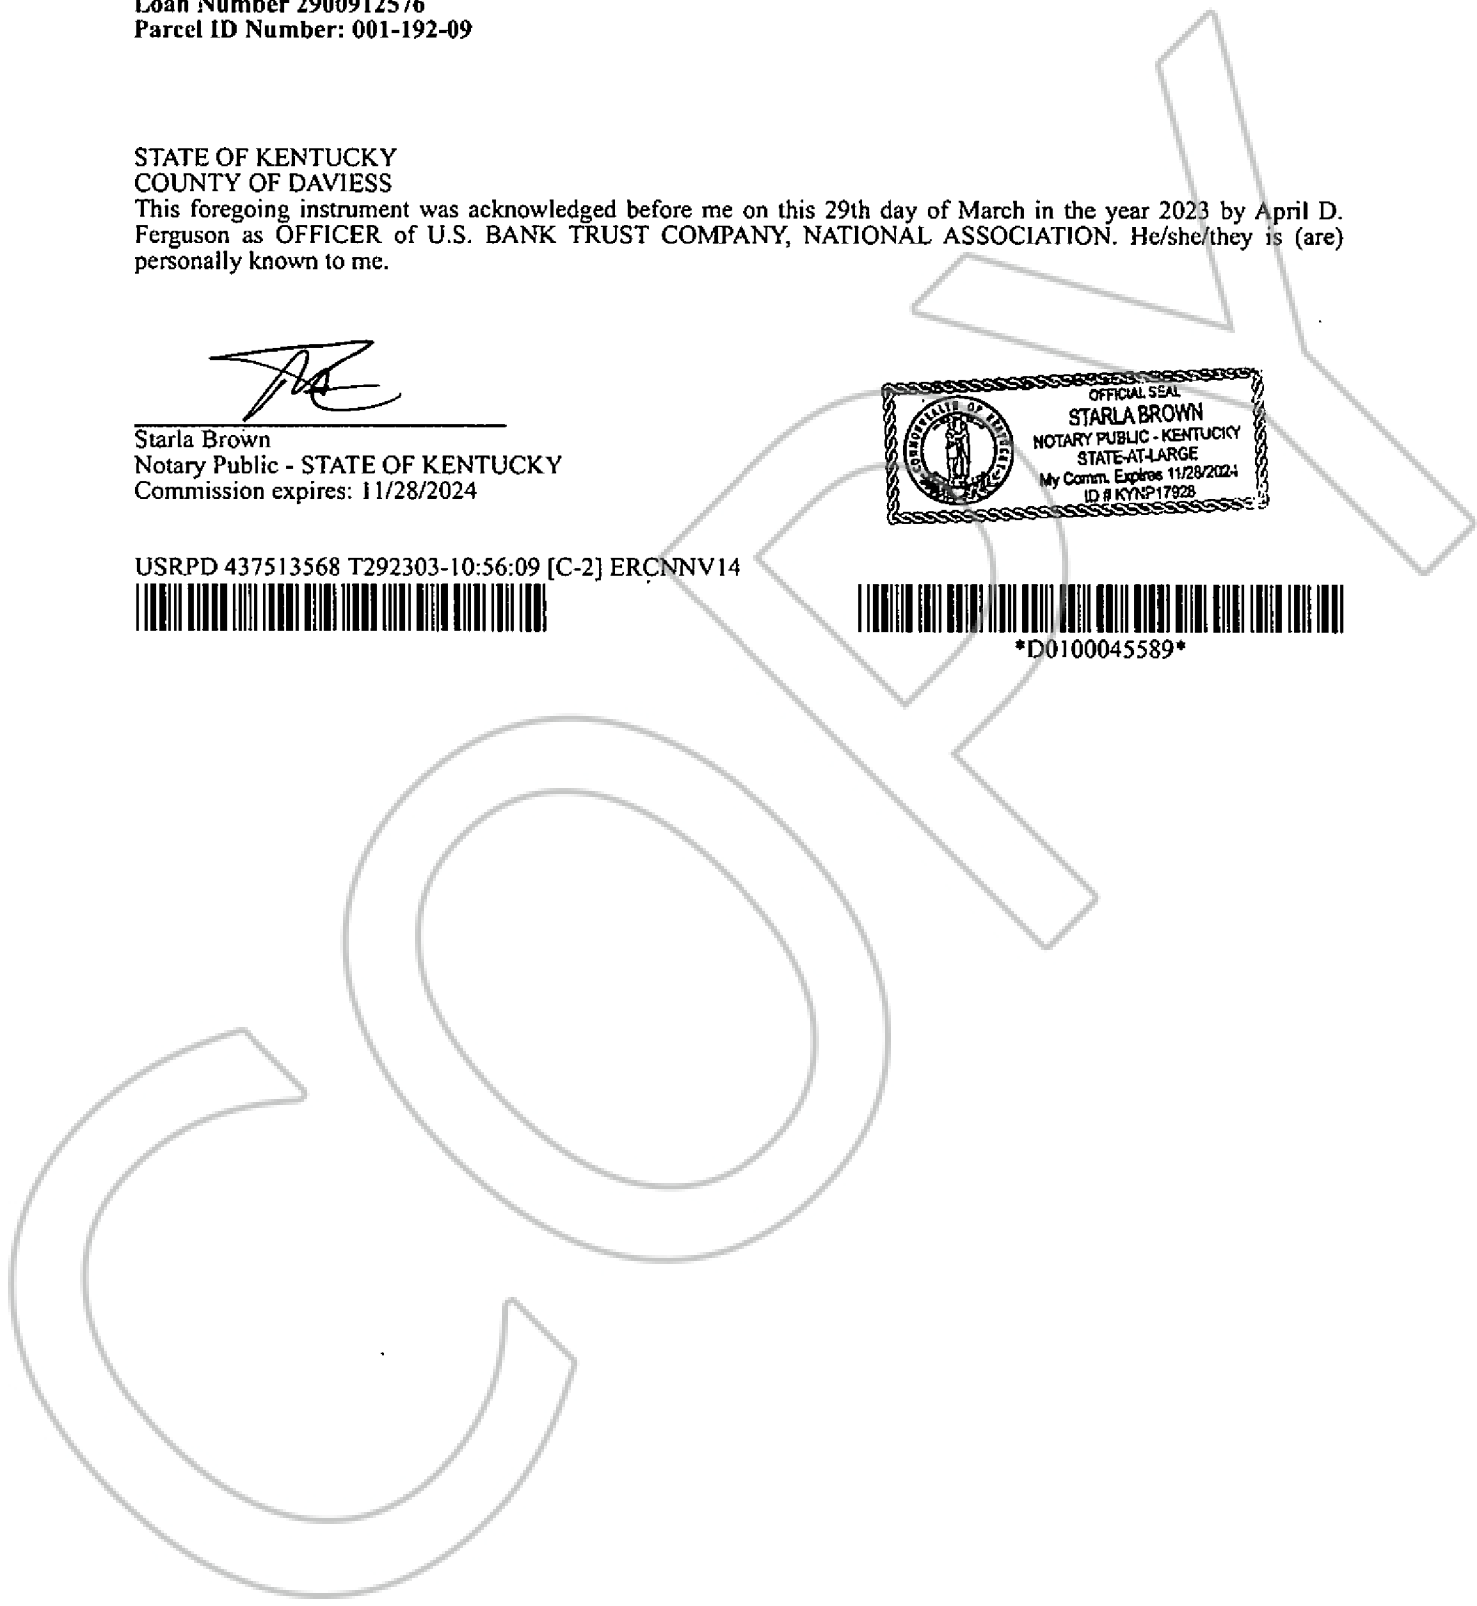 Loan Number 2900912576
Parcel ID Number: 001-192-09
STATE OF KENTUCKY
COUNTY OF DAVIESS
This foregoing instrument was acknowledged before me on this 29th day of March in the year 2023 by April D.
Ferguson as OFFICER of U.S. BANK TRUST COMPANY, NATIONAL ASSOCIATION. He/she/they is (are)
personally known to me.
Starla Brown
Notary Public - STATE OF KENTUCKY
Commission expires: 11/28/2024
OFFICIAL SEAL
STARLA BROWN
NOTARY PUBLIC - KENTUCKY
STATE-AT-LARGE
My Comm. Expires 11/28/2024
ID # KYNP17928
COMMONWEALTH OF KENTUCKY
USRPD 437513568 T292303-10:56:09 [C-2] ERCNNV14
*D0100045589*
COPY